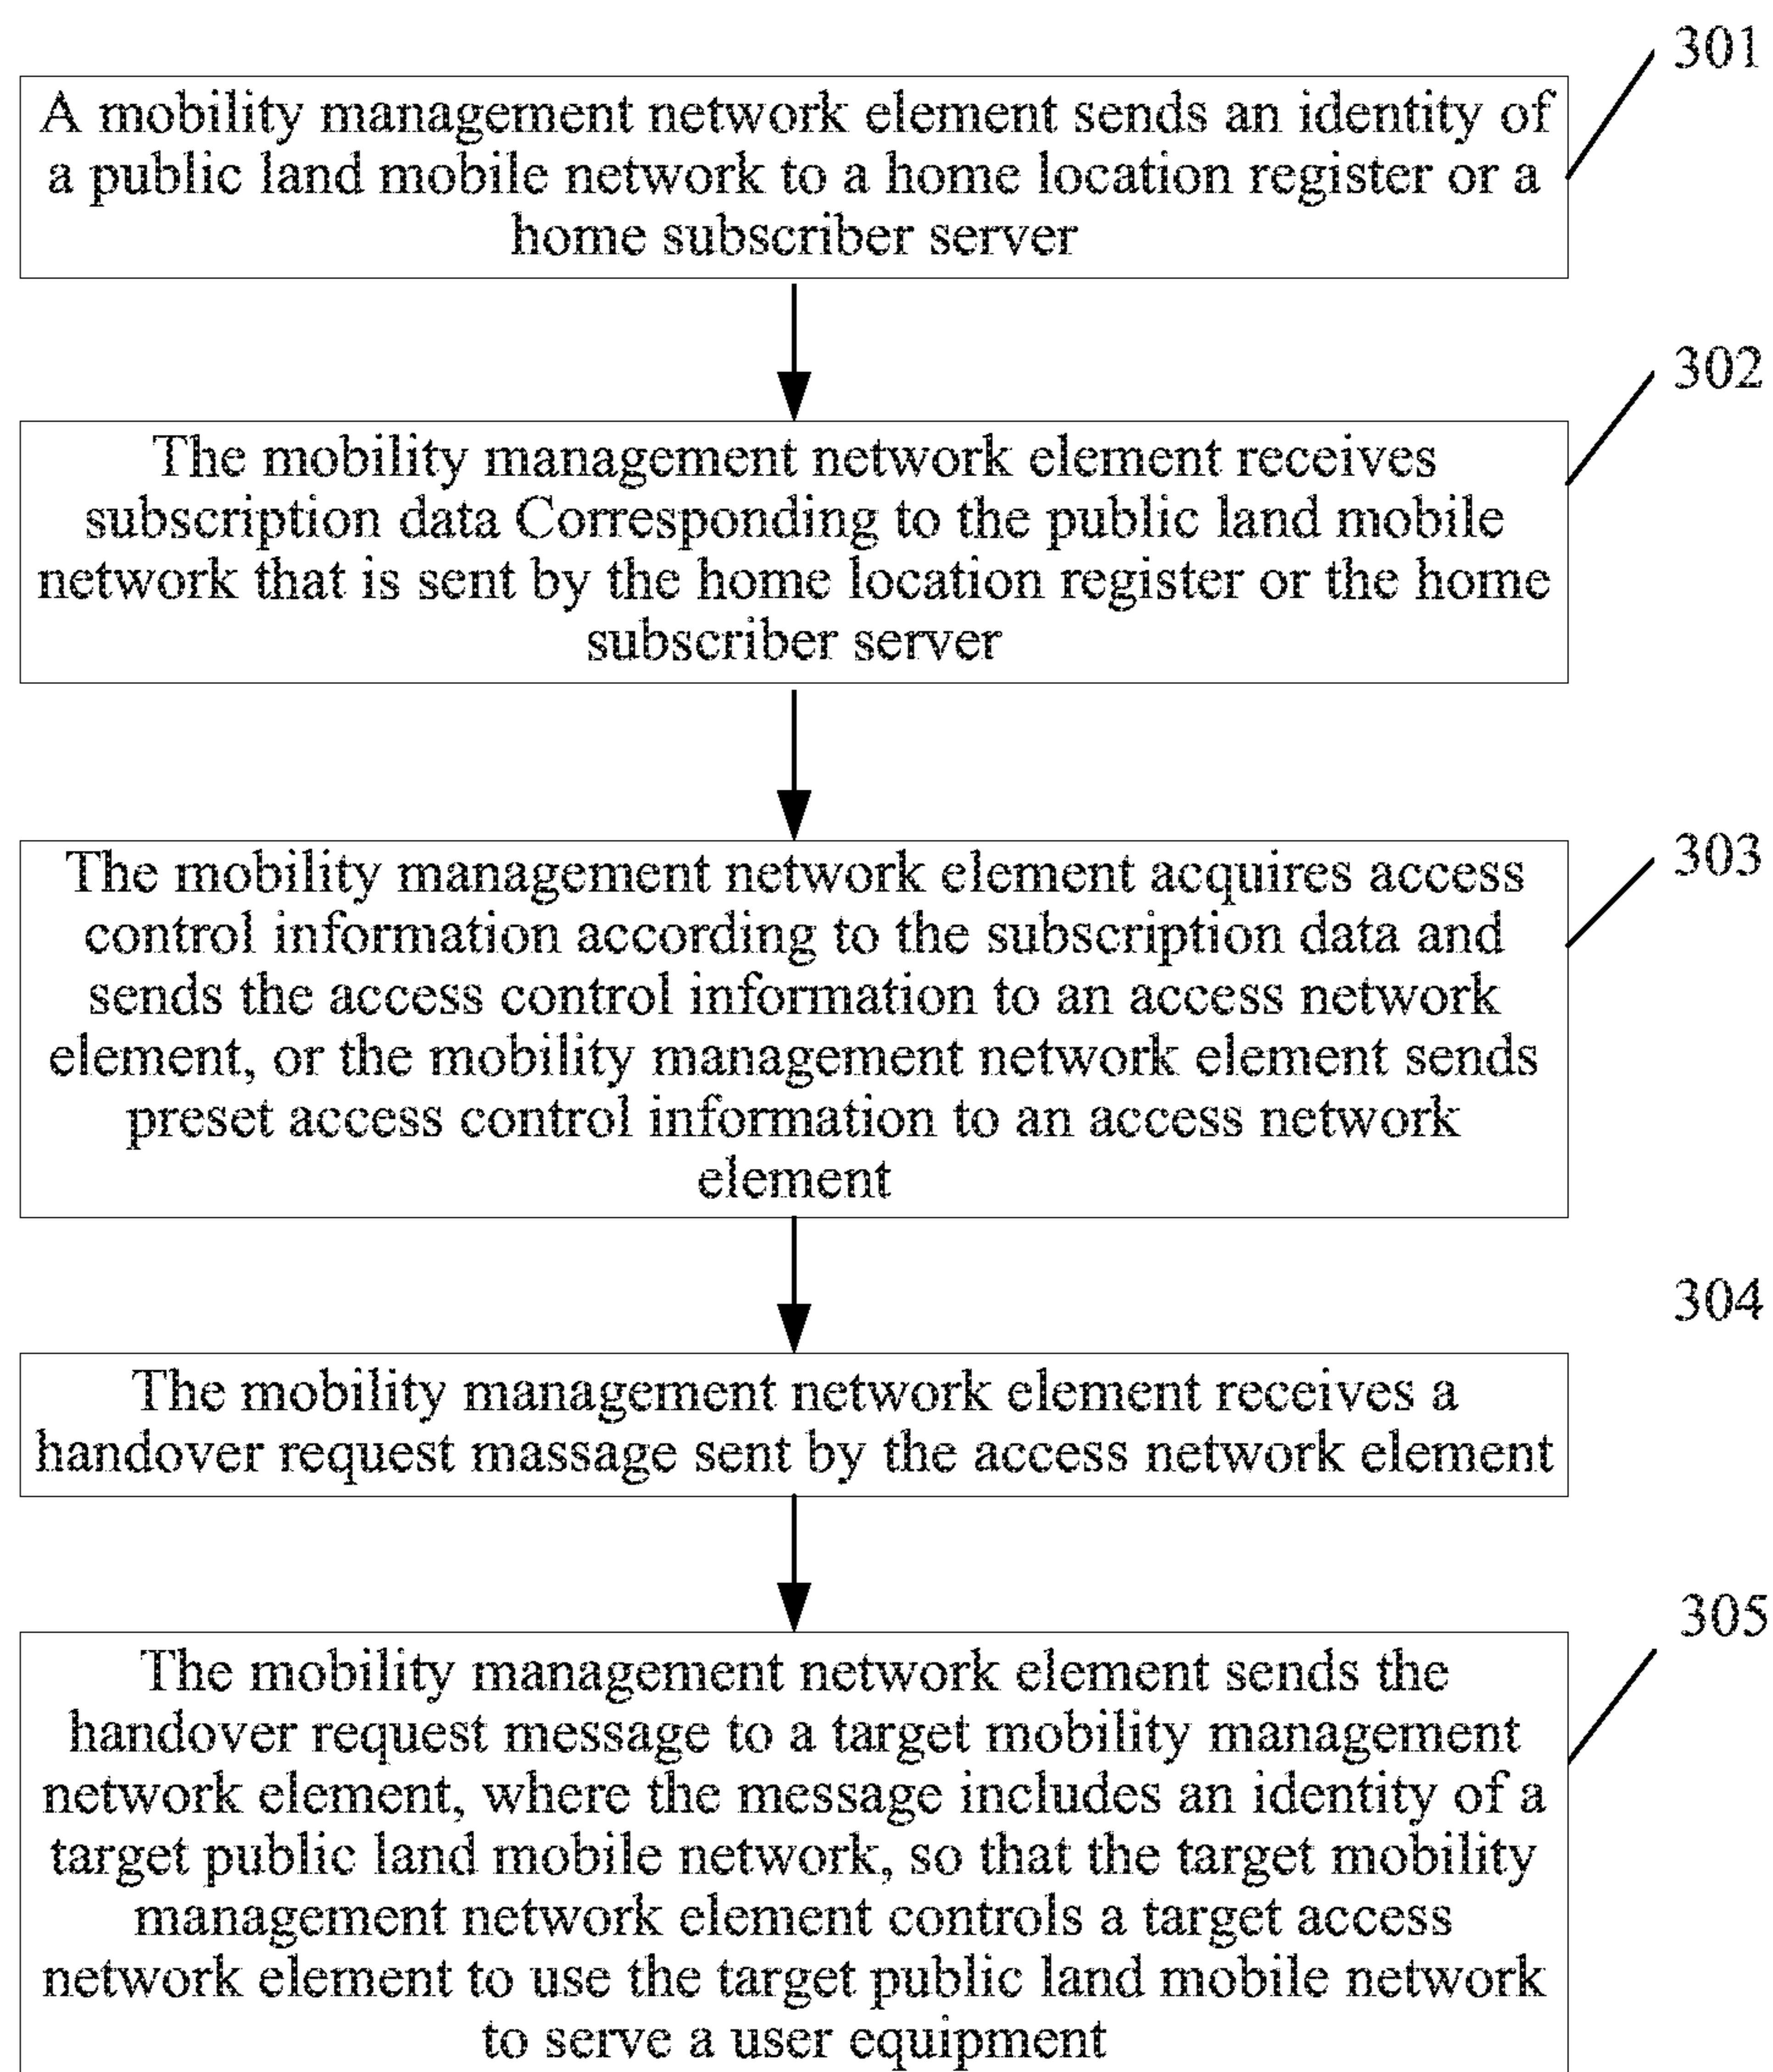 301
A mobility management network element sends an identity of
a public land mobile network to a home location register or a
home subscriber server
302
The mobility management network element receives
subscription data Corresponding to the public land mobile
network that is sent by the home location register or the home
subscriber server
303
The mobility management network element acquires access
control information according to the subscription data and
sends the access control information to an access network
element, or the mobility management network element sends
preset access control information to an access network
element
304
The mobility management network element receives a
handover request massage sent by the access network element
305
The mobility management network element sends the
handover request message to a target mobility management
network element, where the message includes an identity of a
target public land mobile network, so that the target mobility
management network element controls a target access
network element to use the target public land mobile network
to serve a user equipment